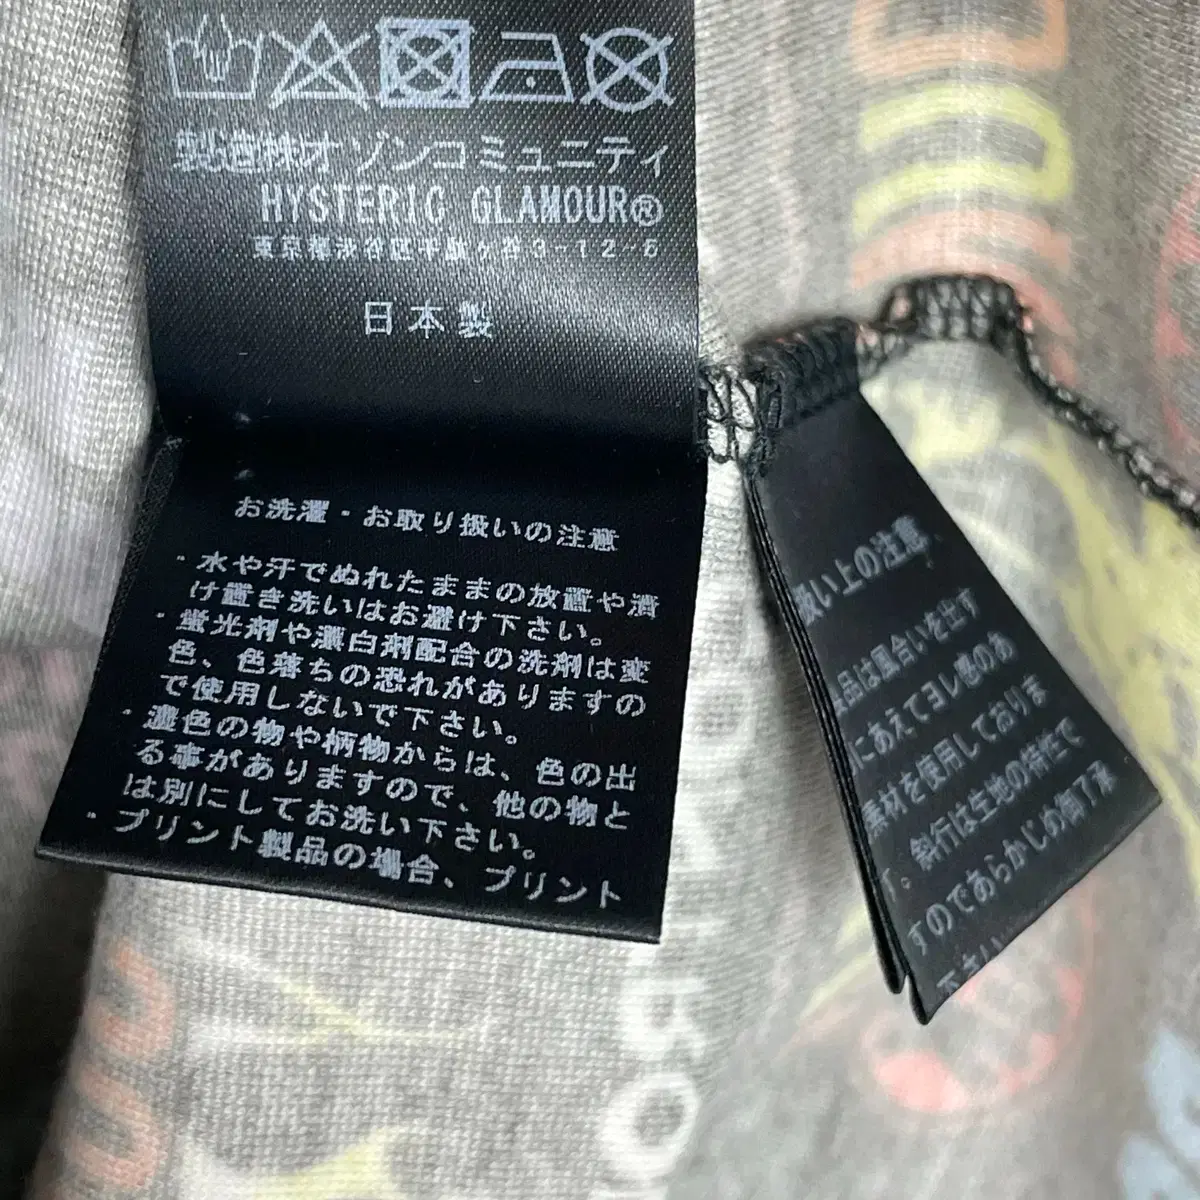 製造株オゾンコミュニティ
HYSTERIC GLAMOUR®
東京都渋谷区千駄ヶ谷3-12-6
日本製
お洗濯・お取り扱いの注意
・水や汗でぬれたままの放置や漬
け置き洗いはお避け下さい。
・蛍光剤や漂白剤配合の洗剤は変
色、色落ちの恐れがありますの
で使用しないで下さい。
・濃色の物や柄物からは、色の出
る事がありますので、他の物と
は別にしてお洗い下さい。
・プリント製品の場合、プリント
扱い上の注意
品は風合いを出す
にあえてヨレ感のあ
素材を使用しておりま
す。斜行は生地の特性で
すのであらかじめ御了承
下さい